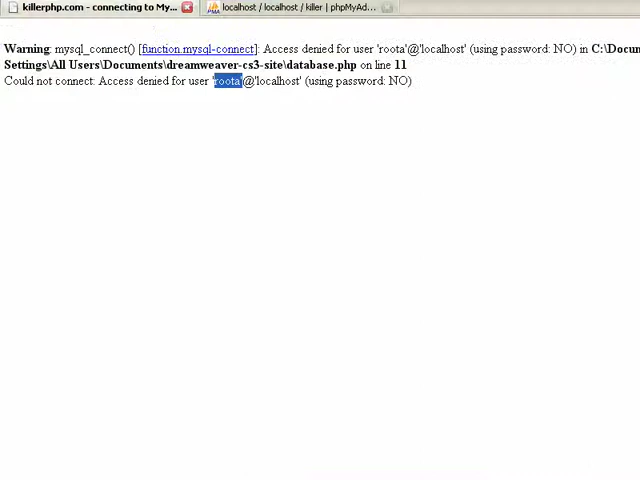 killerphp.com - connecting to My... localhost / localhost / killer | phpMyAd...
Warning: mysql_connect() [function.mysql-connect]: Access denied for user 'roota'@'localhost' (using password: NO) in C:\Docum
Settings\All Users\Documents\dreamweaver-cs3-site\database.php on line 11
Could not connect: Access denied for user 'roota'@'localhost' (using password: NO)